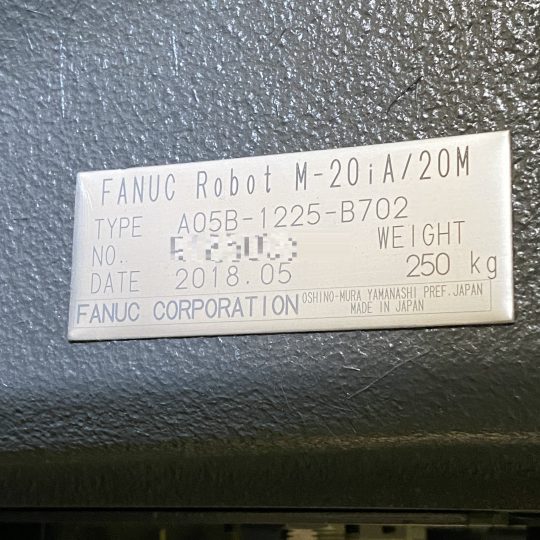 FANUC Robot M-20iA/20M
TYPE A05B-1225-B702
NO. WEIGHT
DATE 2018.05 250 kg
FANUC CORPORATION OSHINO-MURA YAMANASHI PREF. JAPAN
MADE IN JAPAN